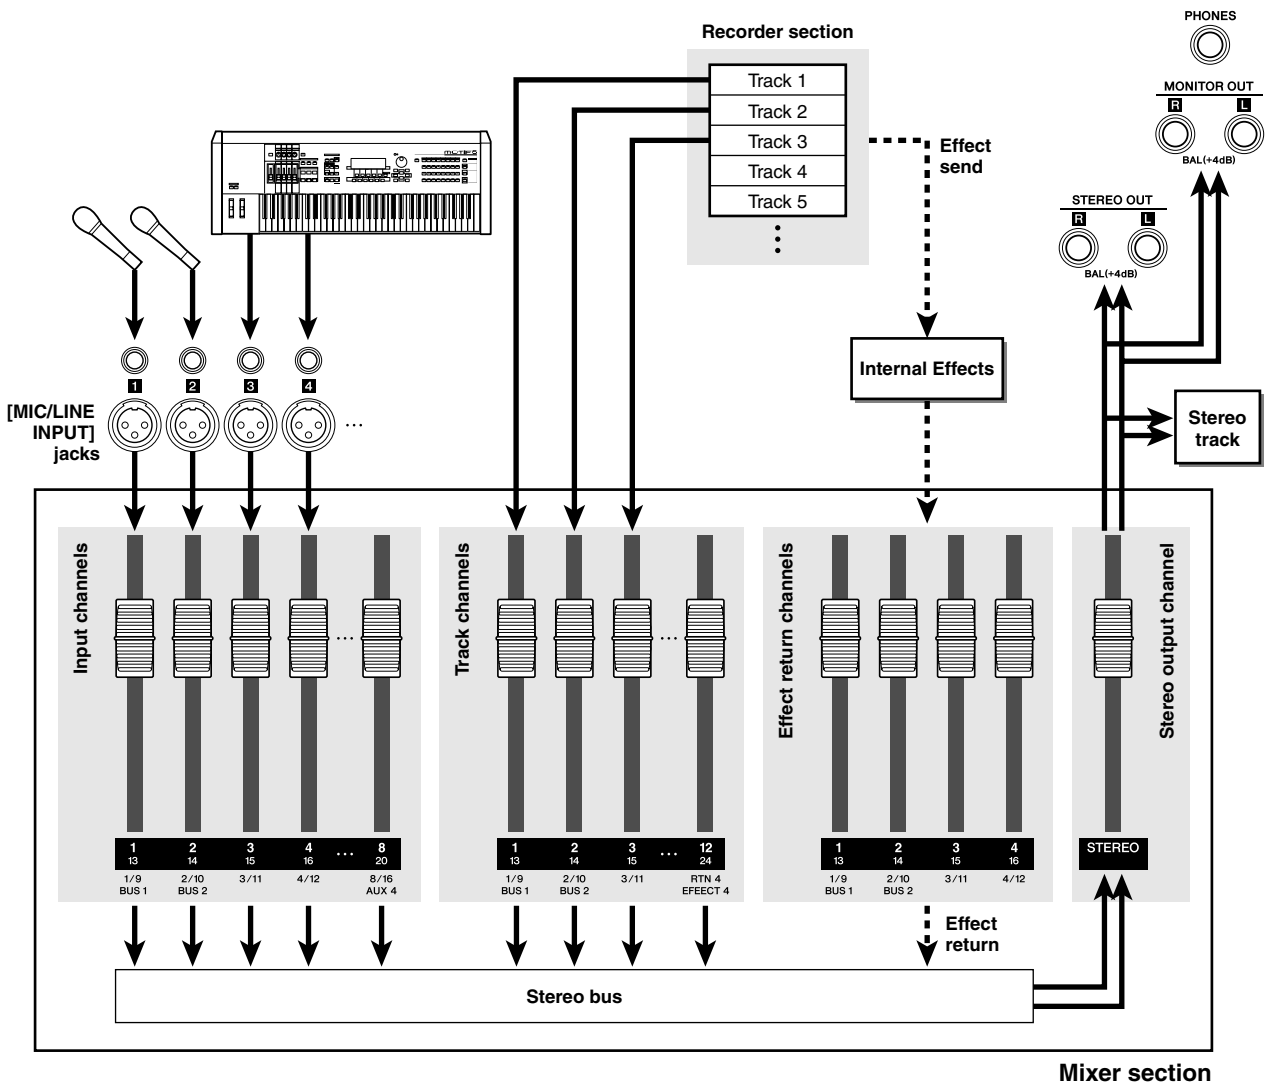 PHONES
Recorder section
MONITOR OUT
R L
BAL(+4dB)
Track 1
Track 2
Track 3
Track 4
Track 5
Effect
send
STEREO OUT
R L
BAL(+4dB)
Internal Effects
1 2 3 4
[MIC/LINE
INPUT]
jacks
...
Stereo
track
Input channels
Track channels
Effect return channels
Stereo output channel
... ...
1 2 3 4 ... 8
13 14 15 16 20
1/9 2/10 3/11 4/12 8/16
BUS 1 BUS 2 AUX 4
1 2 3 ... 12
13 14 15 24
1/9 2/10 3/11 RTN 4
BUS 1 BUS 2 EFEECT 4
1 2 3 4
13 14 15 16
1/9 2/10 3/11 4/12
BUS 1 BUS 2
STEREO
Effect
return
Stereo bus
Mixer section